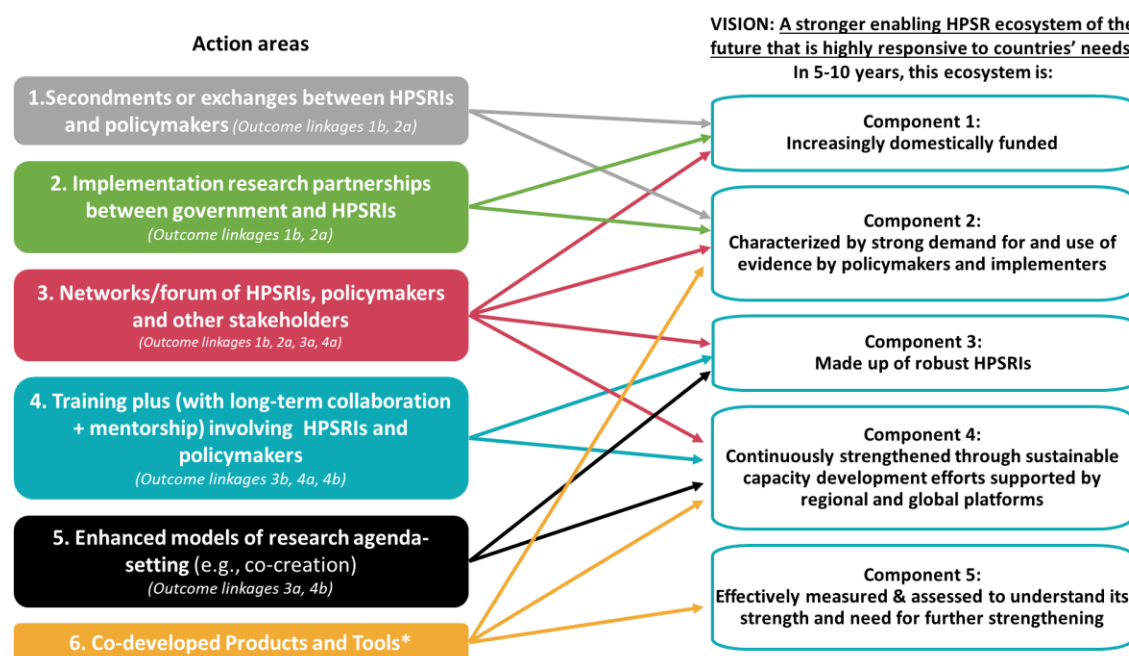 Action areas
1.Secondments or exchanges between HPSRIs
and policymakers (Outcome linkages 1b, 2a)
2. Implementation research partnerships
between government and HPSRIs
(Outcome linkages 1b, 2a)
3. Networks/forum of HPSRIs, policymakers
and other stakeholders
(Outcome linkages 1b, 2a, 3a, 4a)
4. Training plus (with long-term collaboration
+ mentorship) involving HPSRIs and
policymakers
(Outcome linkages 3b, 4a, 4b)
5. Enhanced models of research agenda-
setting (e.g., co-creation)
(Outcome linkages 3a, 4b)
6. Co-developed Products and Tools*
VISION: A stronger enabling HPSR ecosystem of the
future that is highly responsive to countries' needs
In 5-10 years, this ecosystem is:
Component 1:
Increasingly domestically funded
Component 2:
Characterized by strong demand for and use of
evidence by policymakers and implementers
Component 3:
Made up of robust HPSRIs
Component 4:
Continuously strengthened through sustainable
capacity development efforts supported by
regional and global platforms
Component 5:
Effectively measured & assessed to understand its
strength and need for further strengthening